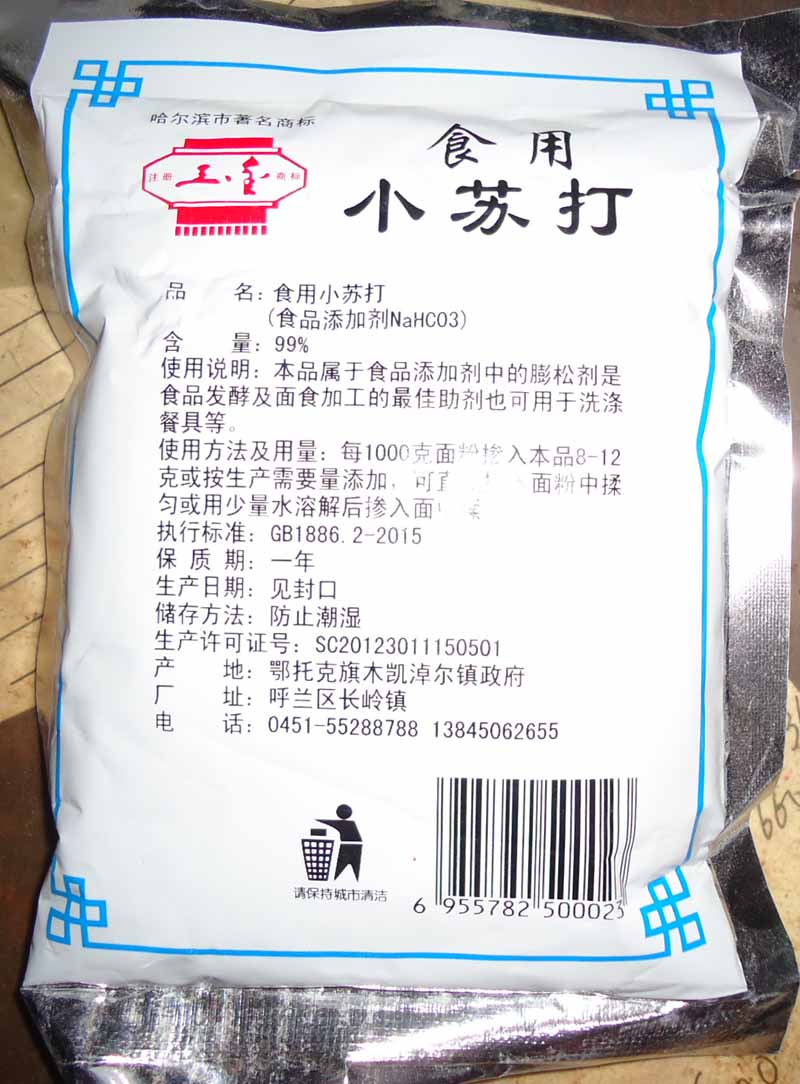 哈尔滨市著名商标
注册 玉金 商标
食用
小苏打
品 名：食用小苏打
(食品添加剂NaHCO3)
含 量：99%
使用说明：本品属于食品添加剂中的膨松剂是
食品发酵及面食加工的最佳助剂也可用于洗涤
餐具等。
使用方法及用量：每1000克面粉掺入本品8-12
克或按生产需要量添加，可直 面粉中揉
匀或用少量水溶解后掺入面
执行标准：GB1886.2-2015
保 质 期：一年
生产日期：见封口
储存方法：防止潮湿
生产许可证号：SC20123011150501
产 地：鄂托克旗木凯淖尔镇政府
厂 址：呼兰区长岭镇
电 话：0451-55288788 13845062655
请保持城市清洁
6 955782 500023